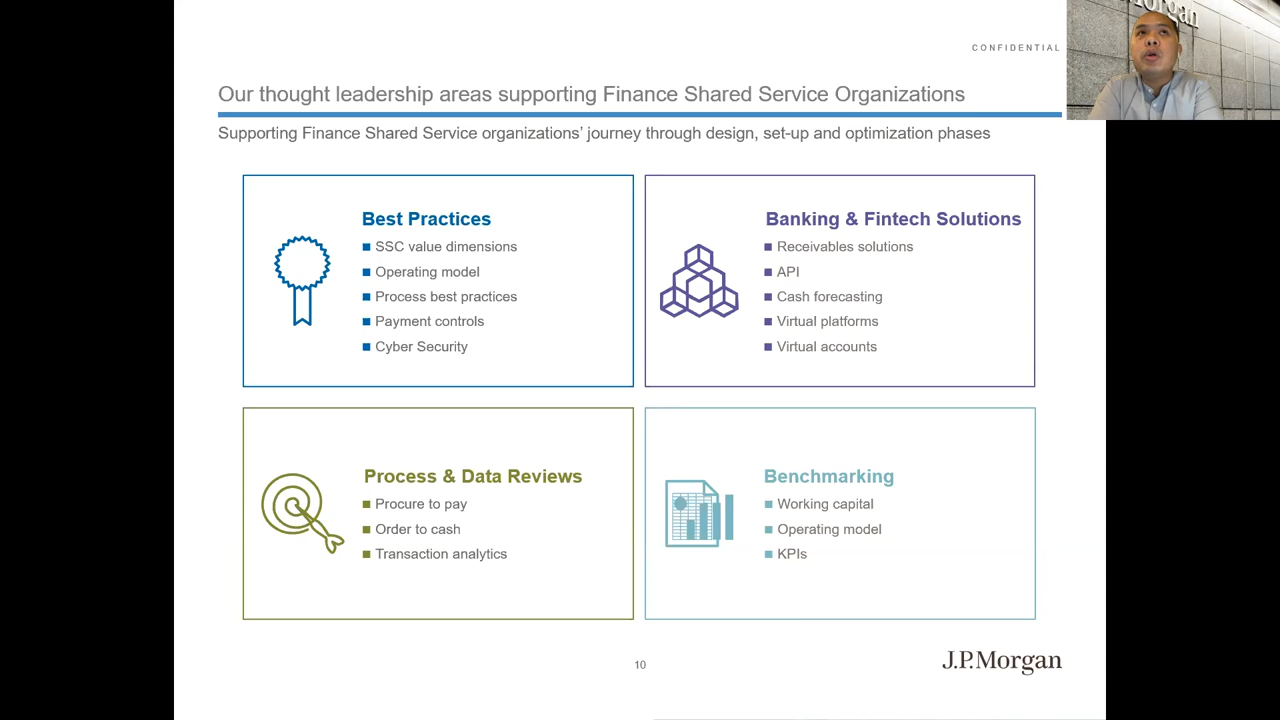 CONFIDENTIAL
Our thought leadership areas supporting Finance Shared Service Organizations
Supporting Finance Shared Service organizations' journey through design, set-up and optimization phases
Best Practices
SSC value dimensions
Operating model
Process best practices
Payment controls
Cyber Security
Banking & Fintech Solutions
Receivables solutions
API
Cash forecasting
Virtual platforms
Virtual accounts
Process & Data Reviews
Procure to pay
Order to cash
Transaction analytics
Benchmarking
Working capital
Operating model
KPIs
10
J.P.Morgan
Morgan